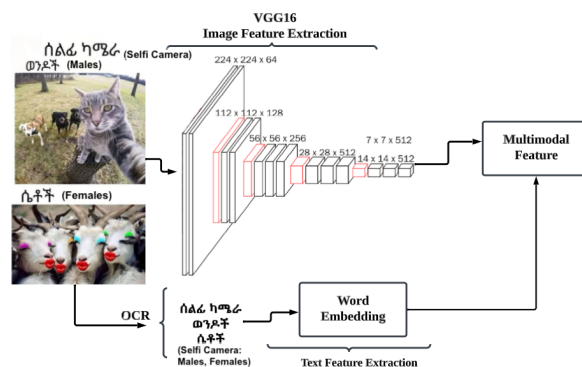 VGG16
Image Feature Extraction
ሰልፊ ካሜራ (Selfi Camera)
ወንዶች (Males)
224 x 224 x 64
112 x 112 x 128
56 x 56 x 256
28 x 28 x 512
14 x 14 x 512
7 x 7 x 512
Multimodal
Feature
ሴቶች (Females)
OCR
ሰልፊ ካሜራ
ወንዶች
ሴቶች
(Selfi Camera:
Males, Females)
Word
Embedding
Text Feature Extraction